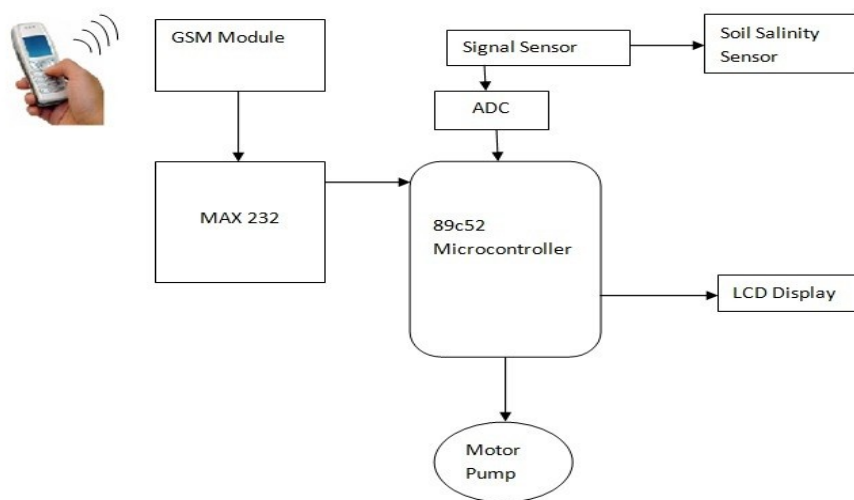 GSM Module
Signal Sensor
Soil Salinity
Sensor
ADC
MAX 232
89c52
Microcontroller
LCD Display
Motor
Pump